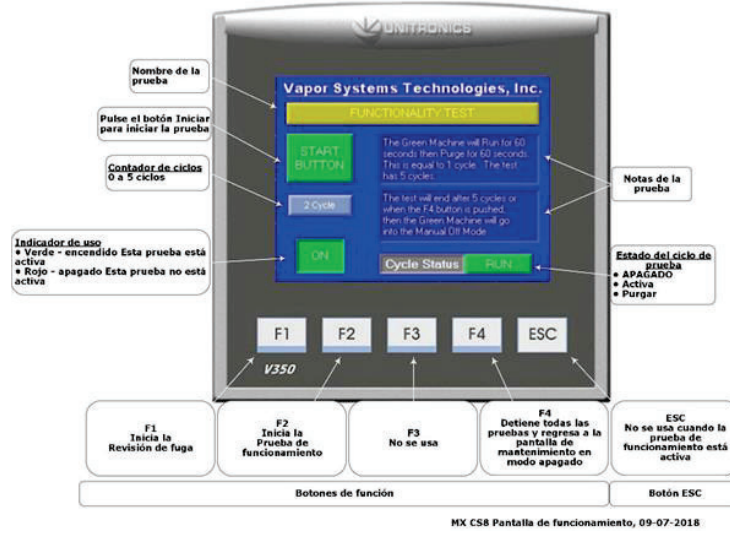 UNITRONICS
Nombre de la
prueba
Vapor Systems Technologies, Inc.
FUNCTIONALITY TEST
Pulse el botón Iniciar
para iniciar la prueba
START
BUTTON
The Green Machine will Run for 60
seconds then Purge for 60 seconds.
This is equal to 1 cycle. The test
has 5 cycles.
Contador de ciclos
0 a 5 ciclos
2 Cycle
The test will end after 5 cycles or
when the F4 button is pushed,
then the Green Machine will go
into the Manual Off Mode
Notas de la
prueba
Indicador de uso
• Verde - encendido Esta prueba está
activa
• Rojo - apagado Esta prueba no está
activa
ON
Cycle Status
RUN
Estado del ciclo de
prueba
• APAGADO
• Activa
• Purgar
F1
F2
F3
F4
ESC
V350
F1
Inicia la
Revisión de fuga
F2
Inicia la
Prueba de
funcionamiento
F3
No se usa
F4
Detiene todas las
pruebas y regresa a la
pantalla de
mantenimiento en
modo apagado
ESC
No se usa cuando la
prueba de
funcionamiento está
activa
Botones de función
Botón ESC
MX CS8 Pantalla de funcionamiento, 09-07-2018